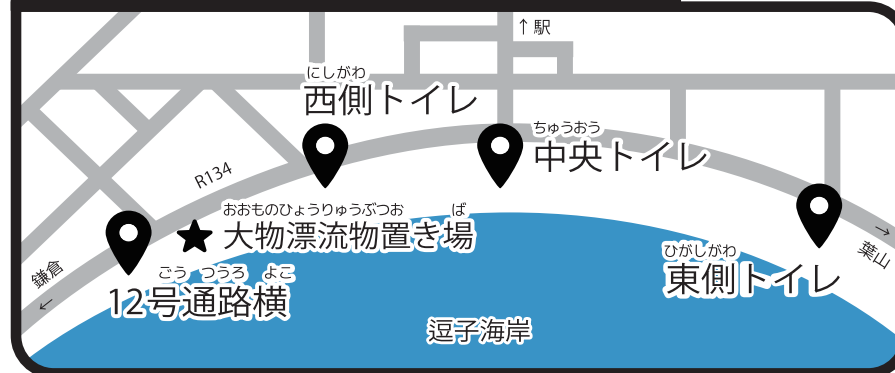 ↑駅
にしがわ
西側トイレ
ちゅうおう
中央トイレ
R134
おおものひょうりゅうぶつお ば
大物漂流物置き場
ひがしがわ
東側トイレ
→
葉山
鎌倉
←
ごう つうろ よこ
12号通路横
逗子海岸